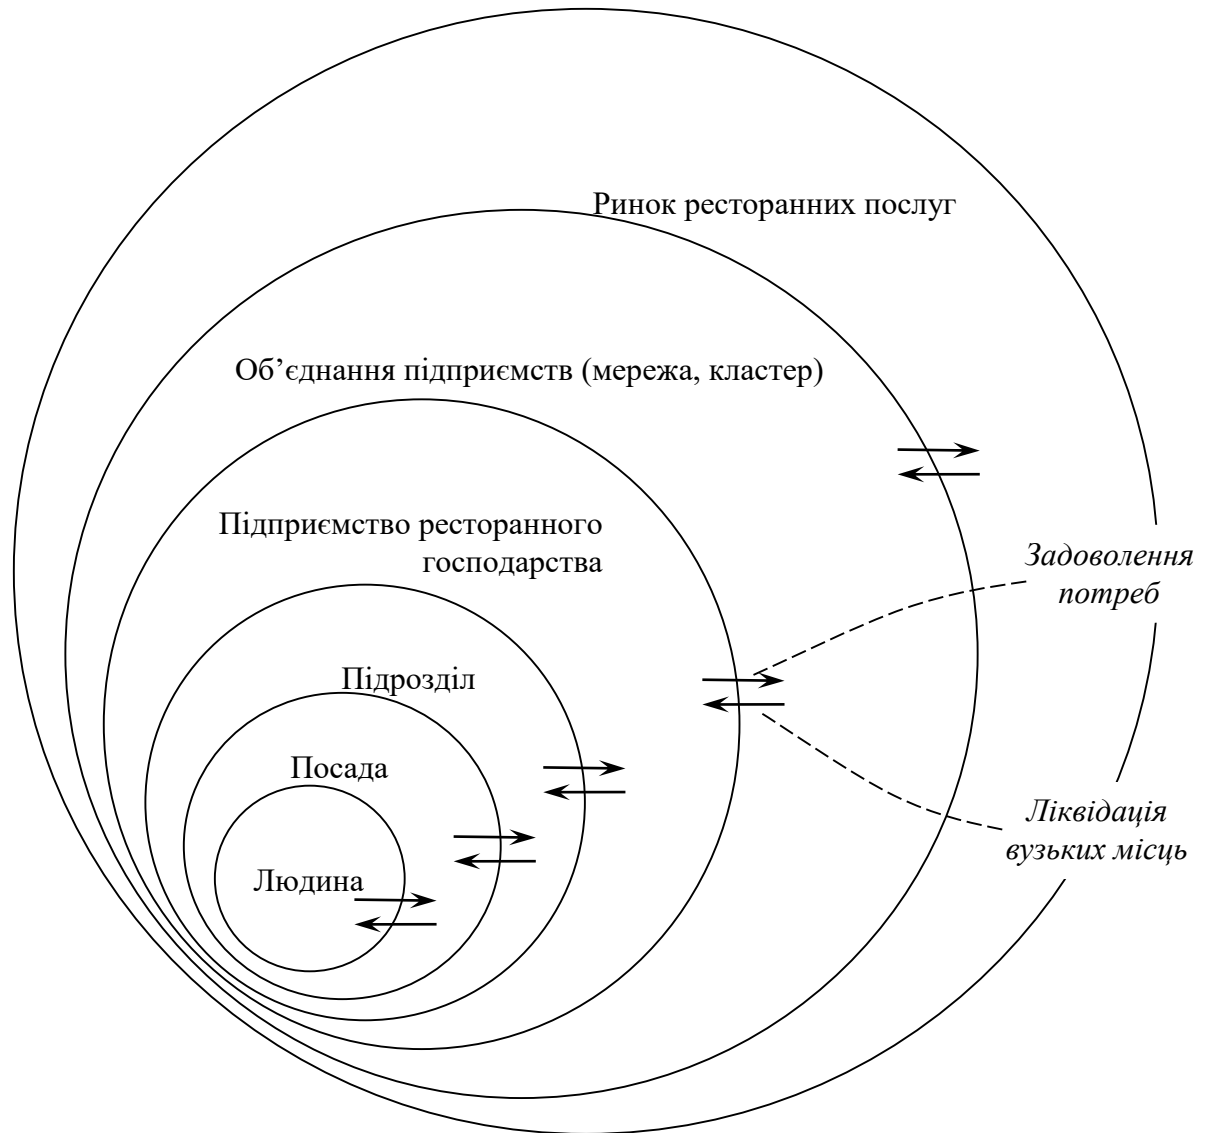 Ринок ресторанних послуг
Об’єднання підприємств (мережа, кластер)
Підприємство ресторанного
господарства
Задоволення
потреб
Підрозділ
Посада
Ліквідація
вузьких місць
Людина